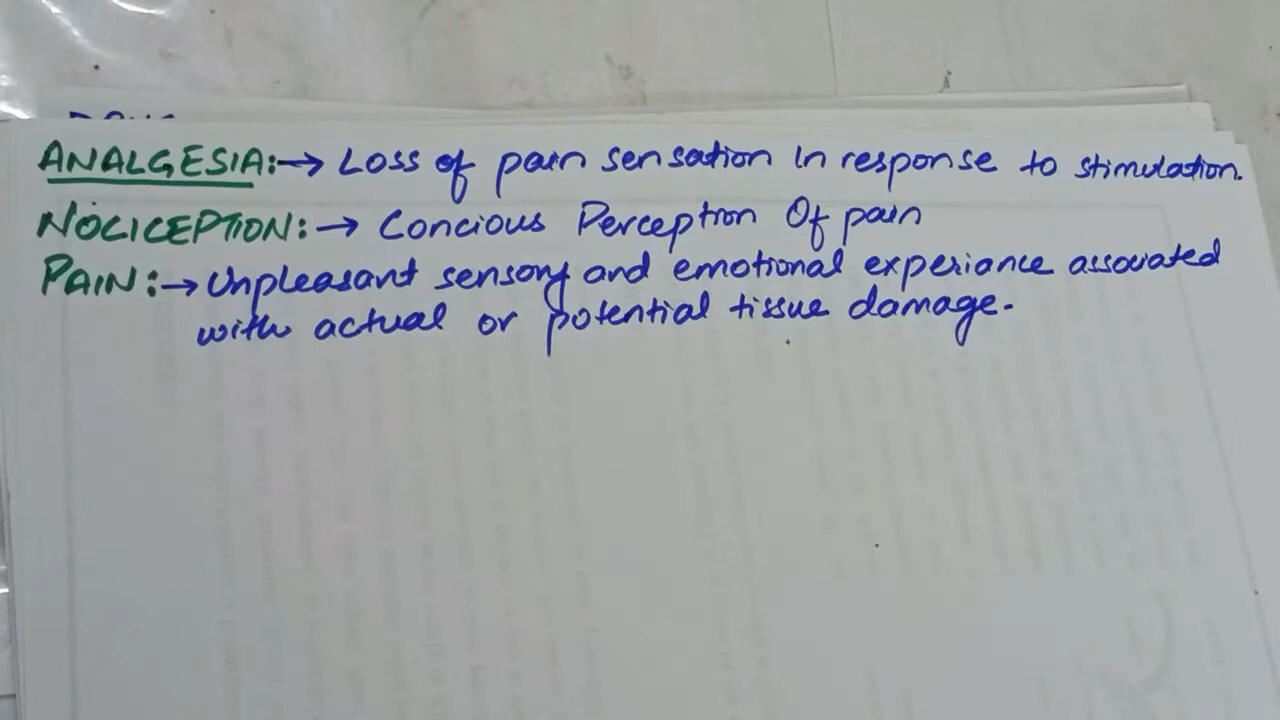 ANALGESIA:→ Loss of pain sensation in response to stimulation.
NOCICEPTION:→ Concious Perception Of pain
PAIN:→ Unpleasant sensory and emotional experiance associated
with actual or potential tissue damage.